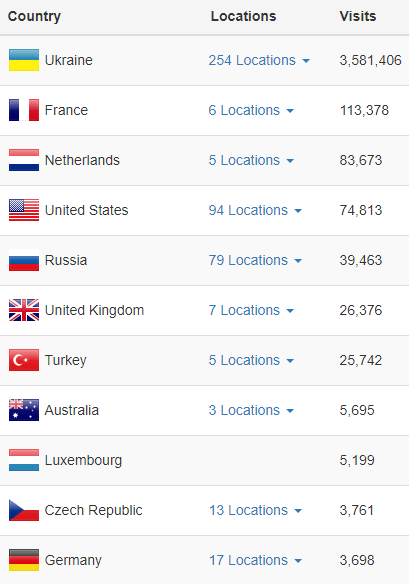 Country Locations Visits
Ukraine 254 Locations 3,581,406
France 6 Locations 113,378
Netherlands 5 Locations 83,673
United States 94 Locations 74,813
Russia 79 Locations 39,463
United Kingdom 7 Locations 26,376
Turkey 5 Locations 25,742
Australia 3 Locations 5,695
Luxembourg 5,199
Czech Republic 13 Locations 3,761
Germany 17 Locations 3,698